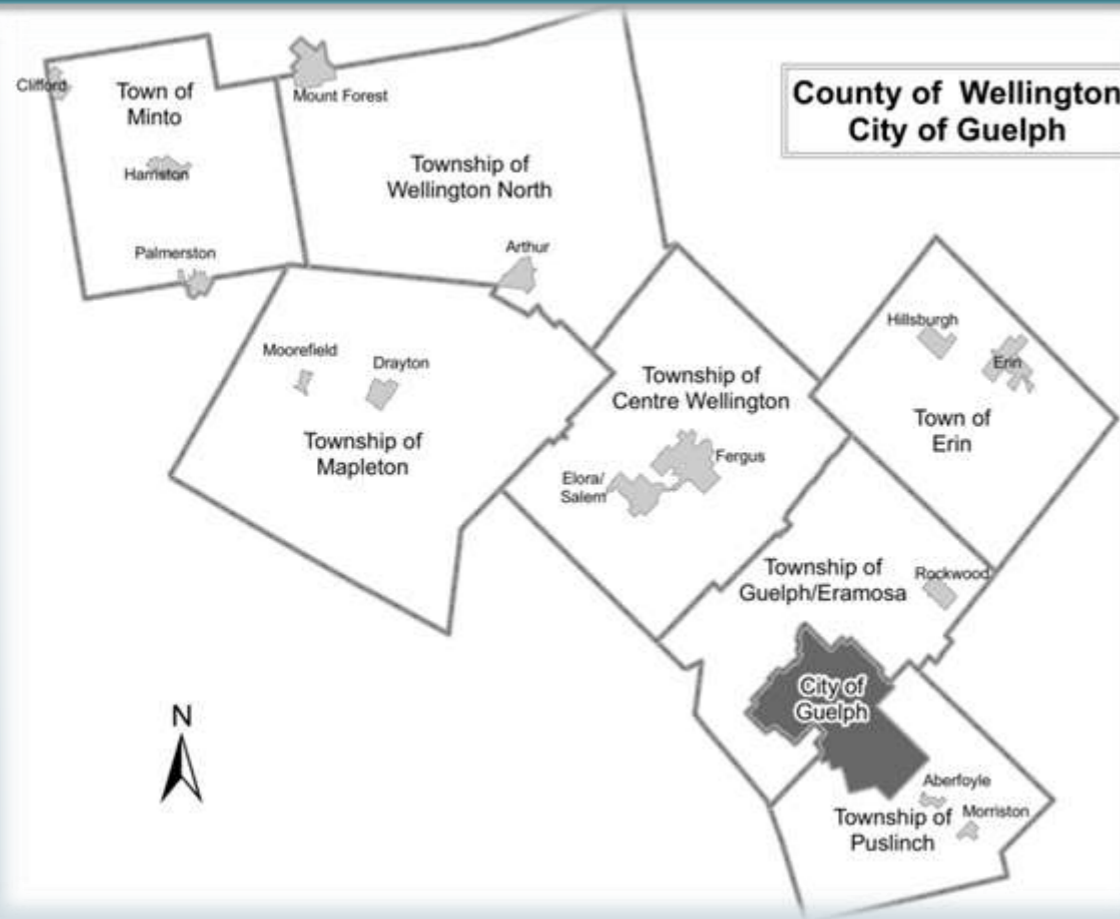 County of Wellington
City of Guelph
Clifford
Town of
Minto
Mount Forest
Harriston
Township of
Wellington North
Palmerston
Arthur
Moorefield
Drayton
Township of
Mapleton
Township of
Centre Wellington
Elora/
Salem
Fergus
Hillsburgh
Erin
Town of
Erin
Township of
Guelph/Eramosa
Rockwood
City of
Guelph
N
Aberfoyle
Morriston
Township of
Puslinch